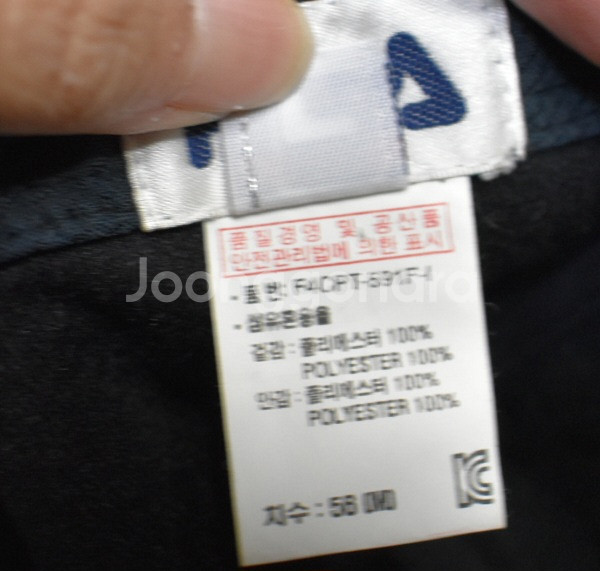 품질경영 및 공산품
안전관리법에 의한 표시
- 품 번: F4CPT-591F-I
- 섬유혼용율
겉감 : 폴리에스터 100%
POLYESTER 100%
안감 : 폴리에스터 100%
POLYESTER 100%
치수 : 58 (M)
KC